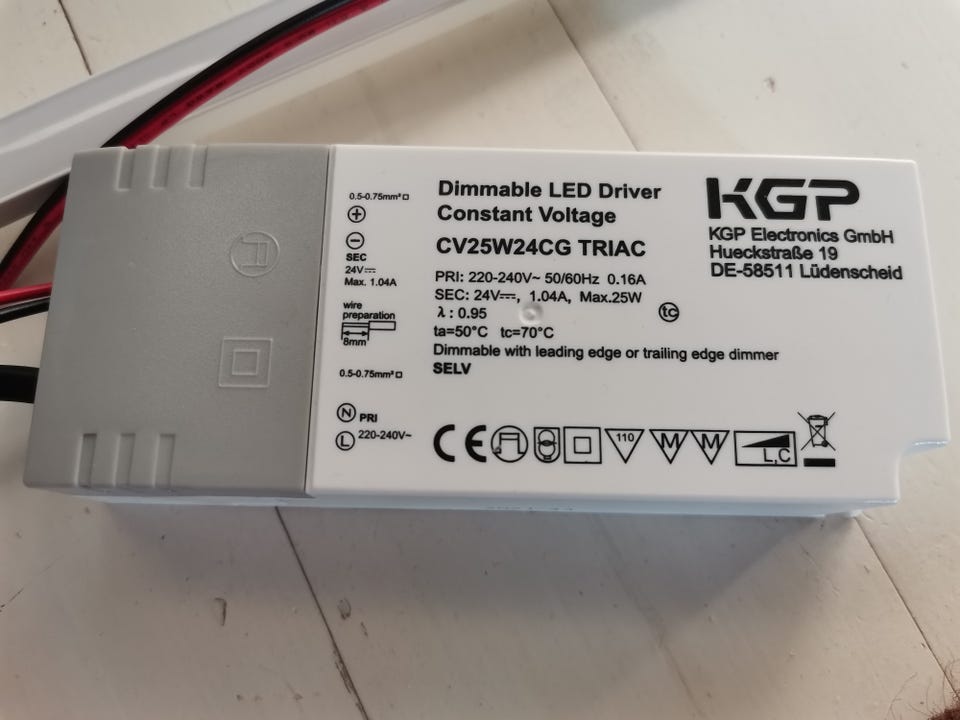 0.5-0.75mm²
+
−
SEC
24V⎓
Max. 1.04A
wire
preparation
8mm
0.5-0.75mm²
N PRI
L 220-240V~
Dimmable LED Driver
Constant Voltage
CV25W24CG TRIAC
PRI: 220-240V~ 50/60Hz 0.16A
SEC: 24V⎓, 1.04A, Max.25W
λ : 0.95
ta=50°C tc=70°C
tc
Dimmable with leading edge or trailing edge dimmer
SELV
KGP
KGP Electronics GmbH
Hueckstraße 19
DE-58511 Lüdenscheid
CE 110 M M L,C